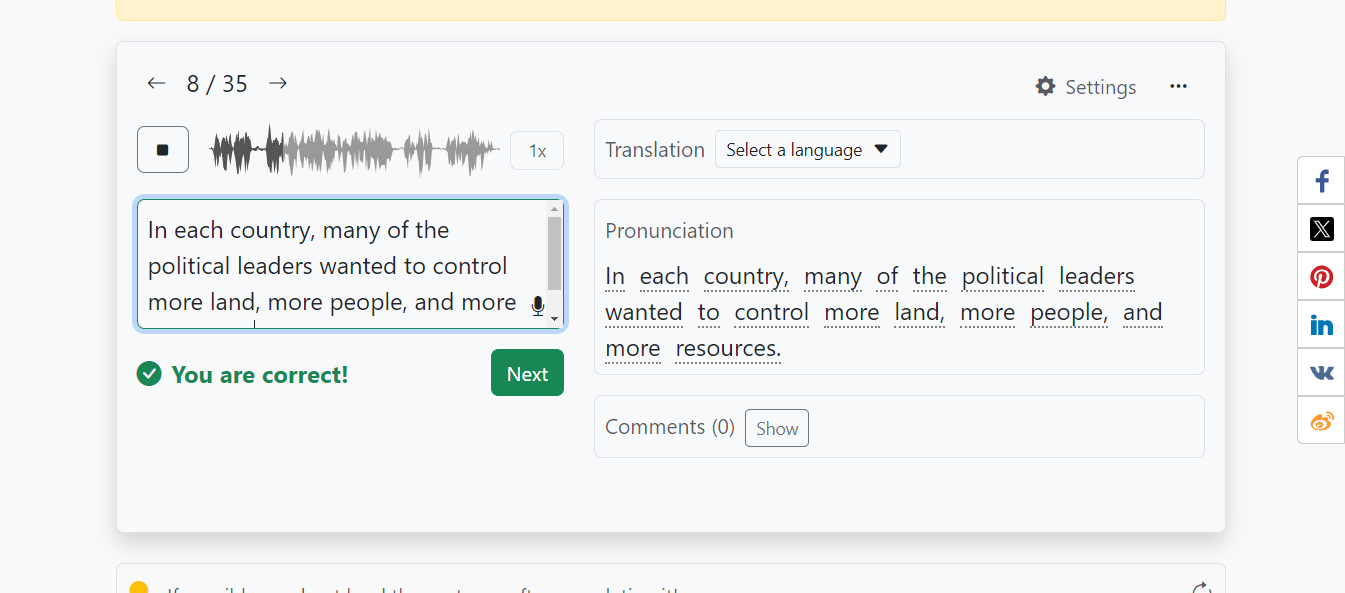 8 / 35
Settings
1x
Translation
Select a language
In each country, many of the
political leaders wanted to control
more land, more people, and more
Pronunciation
In each country, many of the political leaders
wanted to control more land, more people, and
more resources.
You are correct!
Next
Comments (0)
Show